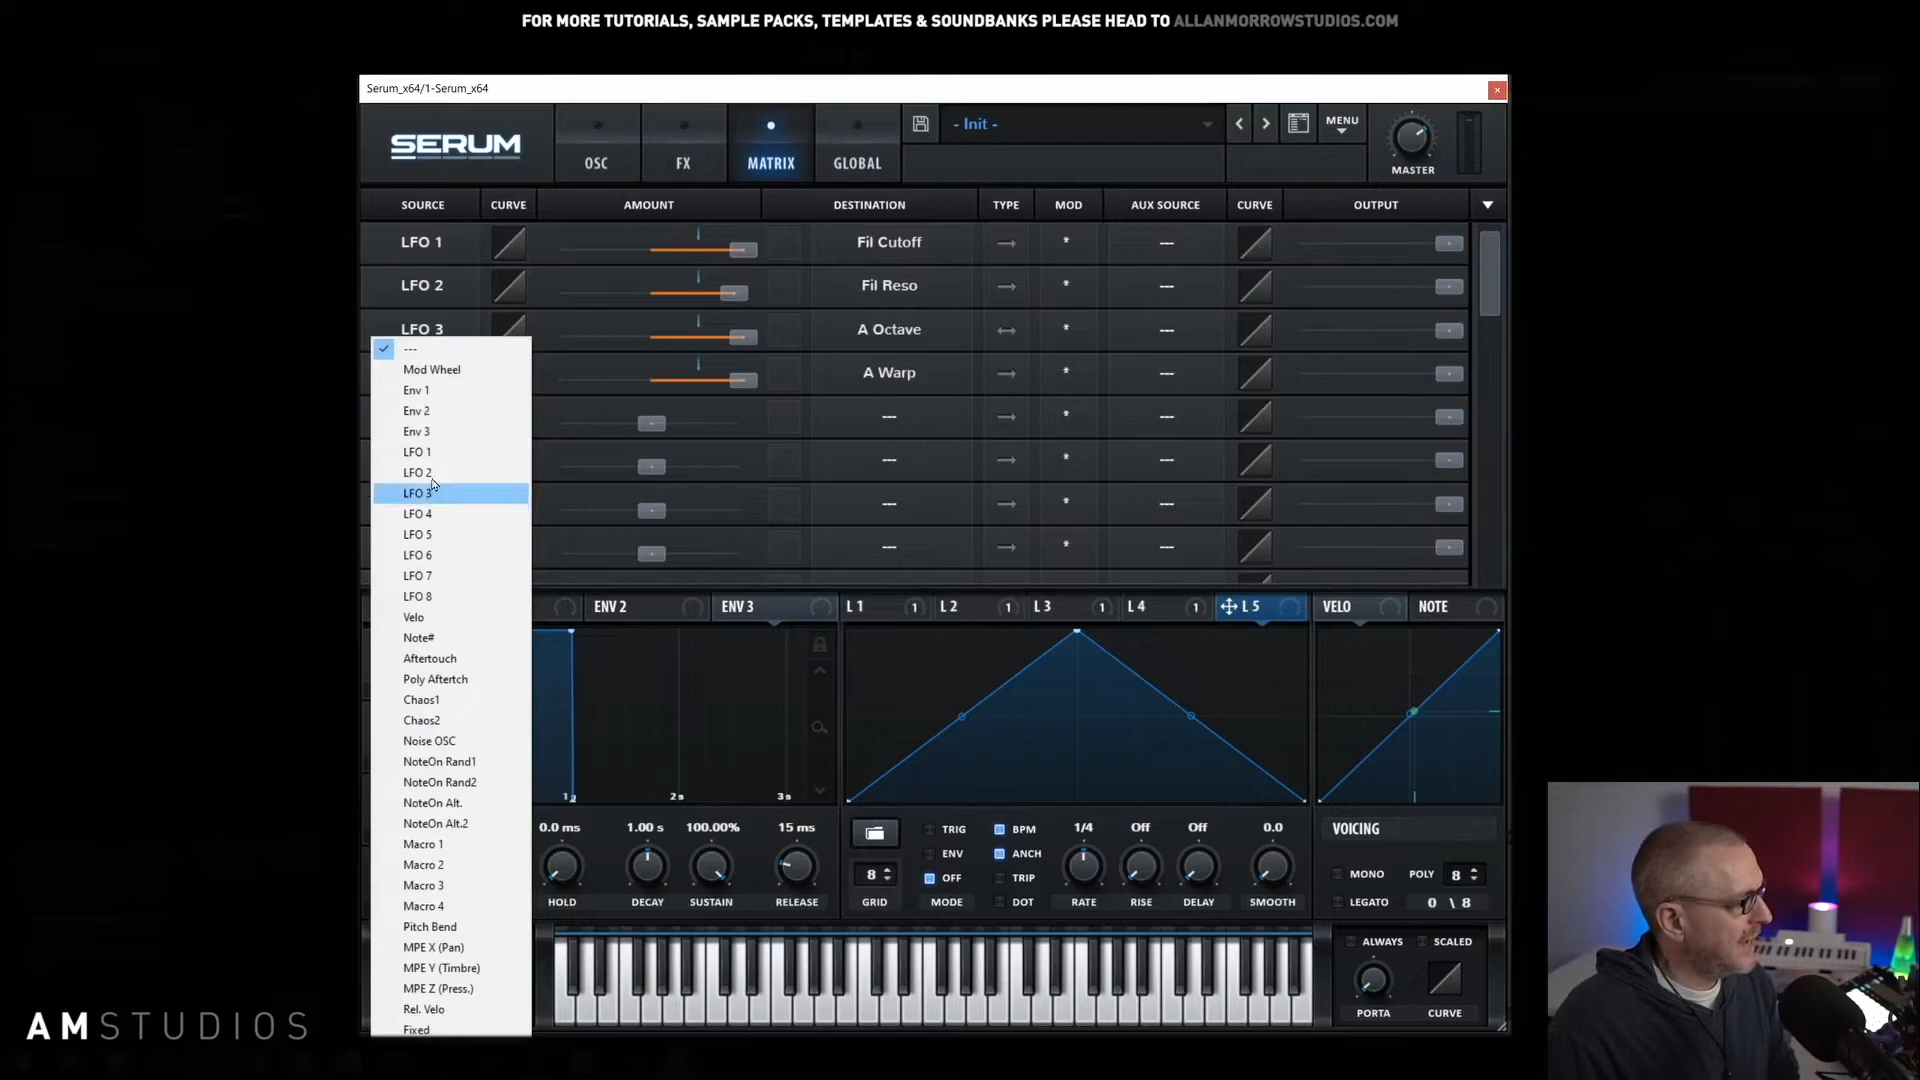 FOR MORE TUTORIALS, SAMPLE PACKS, TEMPLATES & SOUNDBANKS PLEASE HEAD TO ALLANMORROWSTUDIOS.COM
Serum_x64/1-Serum_x64
SERUM
OSC
FX
MATRIX
GLOBAL
- Init -
MENU
MASTER
SOURCE CURVE AMOUNT DESTINATION TYPE MOD AUX SOURCE CURVE OUTPUT
LFO 1 Fil Cutoff * ---
LFO 2 Fil Reso * ---
LFO 3 A Octave * ---
A Warp * ---
--- * ---
--- * ---
--- * ---
--- * ---
---
Mod Wheel
Env 1
Env 2
Env 3
LFO 1
LFO 2
LFO 3
LFO 4
LFO 5
LFO 6
LFO 7
LFO 8
Velo
Note#
Aftertouch
Poly Aftertch
Chaos1
Chaos2
Noise OSC
NoteOn Rand1
NoteOn Rand2
NoteOn Alt.
NoteOn Alt.2
Macro 1
Macro 2
Macro 3
Macro 4
Pitch Bend
MPE X (Pan)
MPE Y (Timbre)
MPE Z (Press.)
Rel. Velo
Fixed
ENV 2 ENV 3 L 1 1 L 2 1 L 3 1 L 4 1 L 5 VELO NOTE
2s 3s
0.0 ms 1.00 s 100.00% 15 ms
HOLD DECAY SUSTAIN RELEASE
TRIG BPM 1/4 Off Off 0.0
ENV ANCH
8 OFF TRIP
GRID MODE DOT RATE RISE DELAY SMOOTH
VOICING
MONO POLY 8
LEGATO 0 \ 8
ALWAYS SCALED
PORTA CURVE
AMSTUDIOS